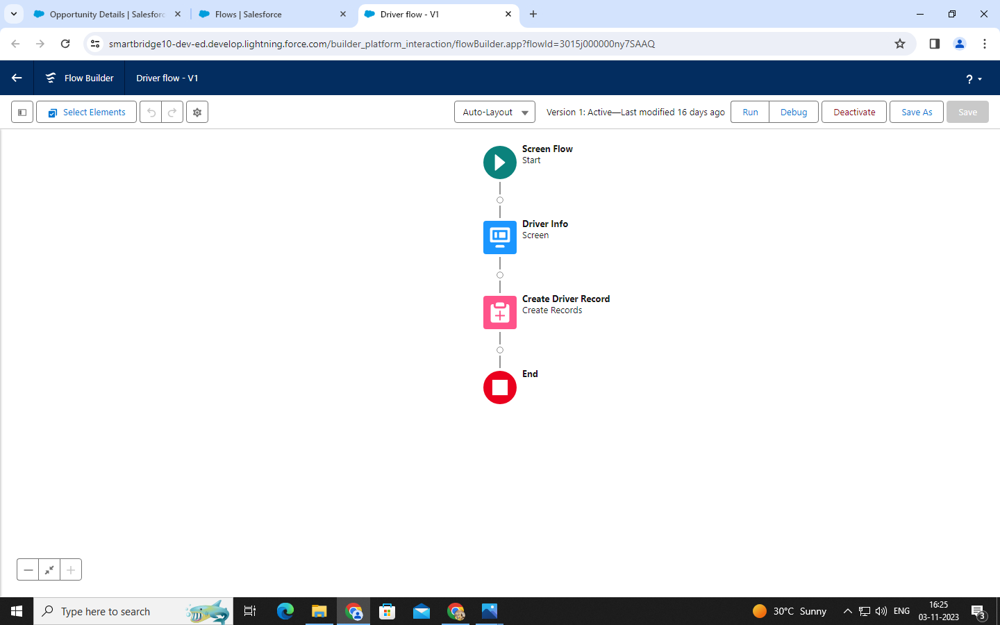 Opportunity Details | Salesforc
Flows | Salesforce
Driver flow - V1
smartbridge10-dev-ed.develop.lightning.force.com/builder_platform_interaction/flowBuilder.app?flowId=3015j000000ny7SAAQ
Flow Builder
Driver flow - V1
?
Select Elements
Auto-Layout
Version 1: Active—Last modified 16 days ago
Run
Debug
Deactivate
Save As
Save
Screen Flow
Start
Driver Info
Screen
Create Driver Record
Create Records
End
Type here to search
30°C Sunny
ENG
16:25
03-11-2023
3